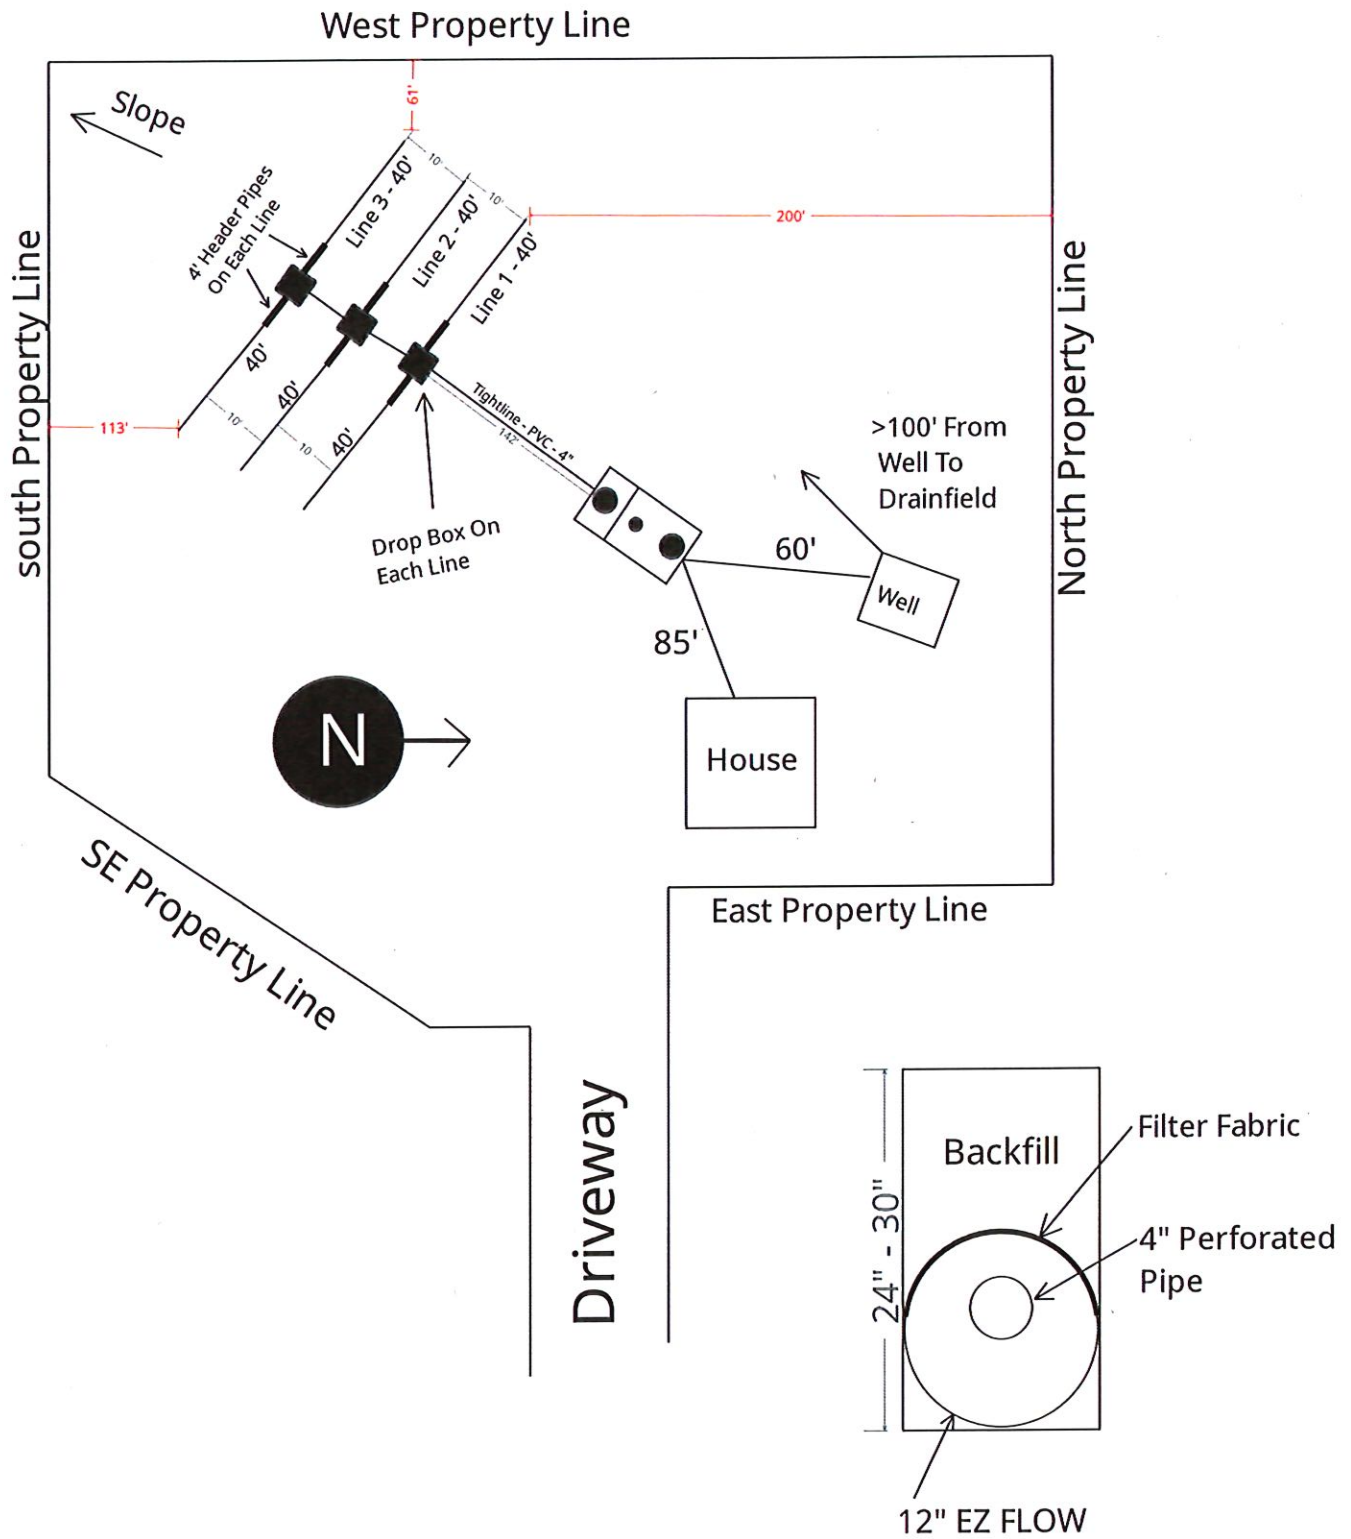 West Property Line
61'
Slope
4' Header Pipes
On Each Line
Line 3 - 40'
10'
Line 2 - 40'
10'
Line 1 - 40'
200'
south Property Line
North Property Line
40'
40'
40'
10'
10
113'
Tightline - PVC - 4"
142'
Drop Box On
Each Line
>100' From
Well To
Drainfield
60'
Well
85'
House
N
SE Property Line
East Property Line
Driveway
24" - 30"
Backfill
Filter Fabric
4" Perforated
Pipe
12" EZ FLOW